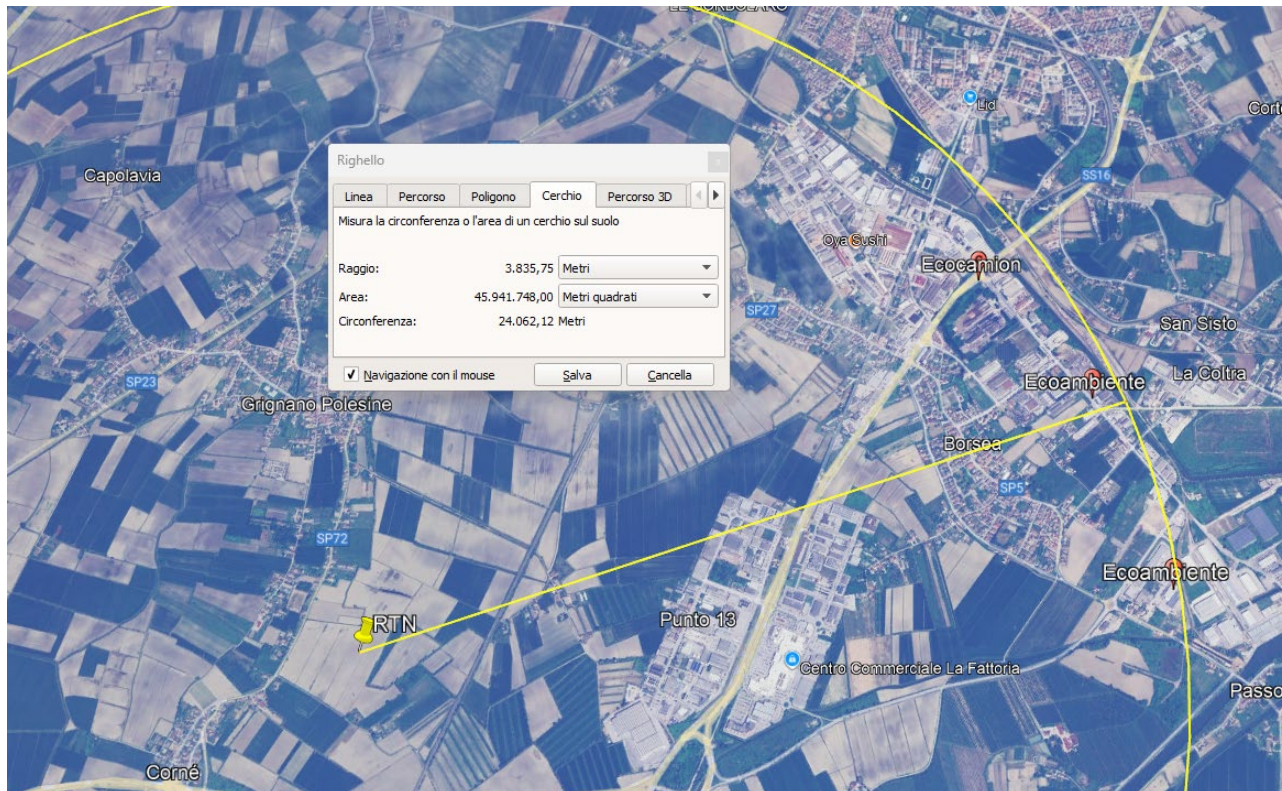 Capolavia
Lidl
Corte
SS16
Righello
Linea Percorso Poligono Cerchio Percorso 3D
Misura la circonferenza o l'area di un cerchio sul suolo
Raggio: 3.835,75 Metri
Area: 45.941.748,00 Metri quadrati
Circonferenza: 24.062,12 Metri
Navigazione con il mouse Salva Cancella
Oya Sushi
Ecocamion
SP27
San Sisto
SP23
Grignano Polesine
Ecoambiente
La Coltra
Borsea
SP5
SP72
Ecoambiente
RTN
Punto 13
Centro Commerciale La Fattoria
Passo
Corné